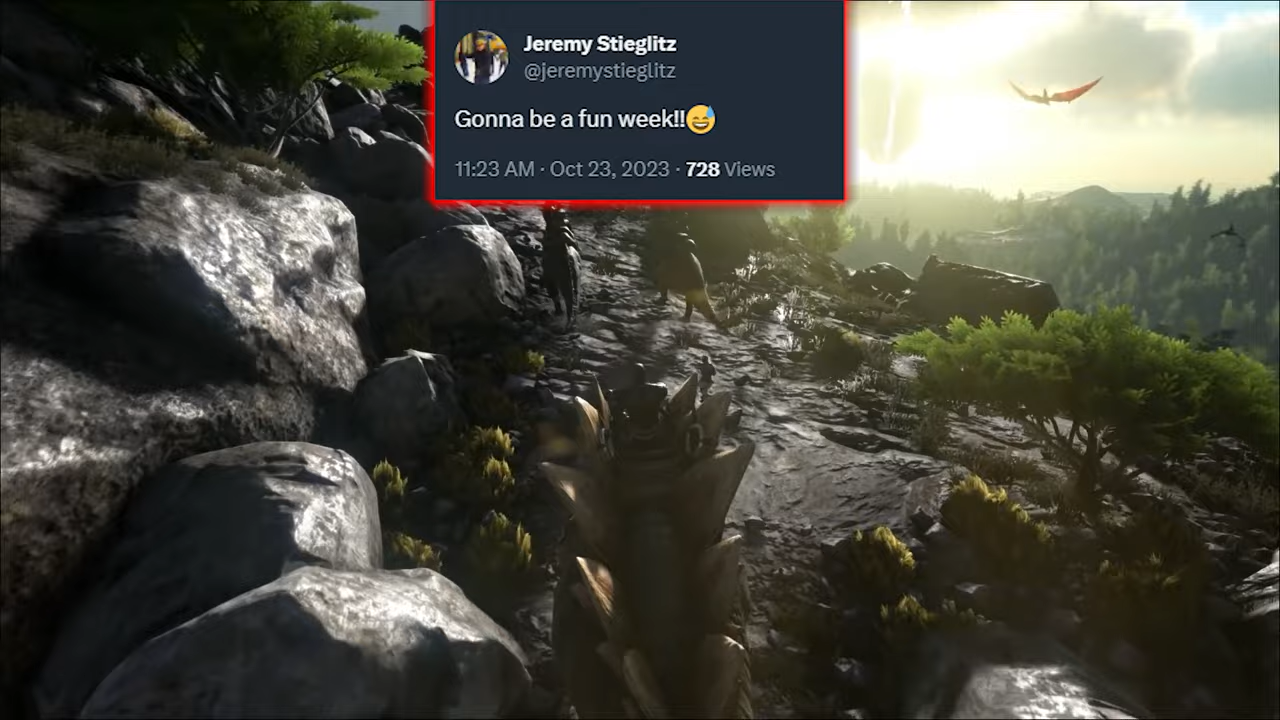 Jeremy Stieglitz
@jeremystieglitz
Gonna be a fun week!!😅
11:23 AM · Oct 23, 2023 · 728 Views